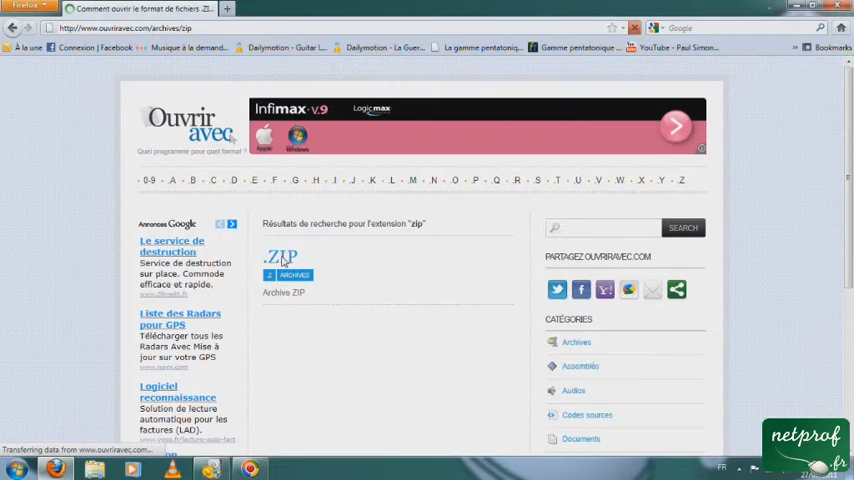 Firefox
Comment ouvrir le format de fichiers .ZI...
http://www.ouvriravec.com/archives/zip
Google
À la une
Connexion | Facebook
Musique à la demand...
Dailymotion - Guitar l...
Dailymotion - La Guer...
La gamme pentatoniq...
Gamme pentatonique ...
YouTube - Paul Simon...
Bookmarks
Ouvrir
avec
Quel programme pour quel format ?
Infimax v.9
Logicmax
Apple
Windows
0-9 .A .B .C .D .E .F .G .H .I .J .K .L .M .N .O .P .Q .R .S .T .U .V .W .X .Y .Z
Annonces Google
Le service de
destruction
Service de destruction
sur place. Commode
efficace et rapide.
Liste des Radars
pour GPS
Télécharger tous les
Radars Avec Mise à
jour sur votre GPS
Logiciel
reconnaissance
Solution de lecture
automatique pour les
factures (LAD).
Résultats de recherche pour l'extension "zip"
.ZIP
.Z ARCHIVES
Archive ZIP
SEARCH
PARTAGEZ OUVRIRAVEC.COM
CATÉGORIES
Archives
Assemblés
Audios
Codes sources
Documents
Transferring data from www.ouvriravec.com...
FR
netprof
.fr